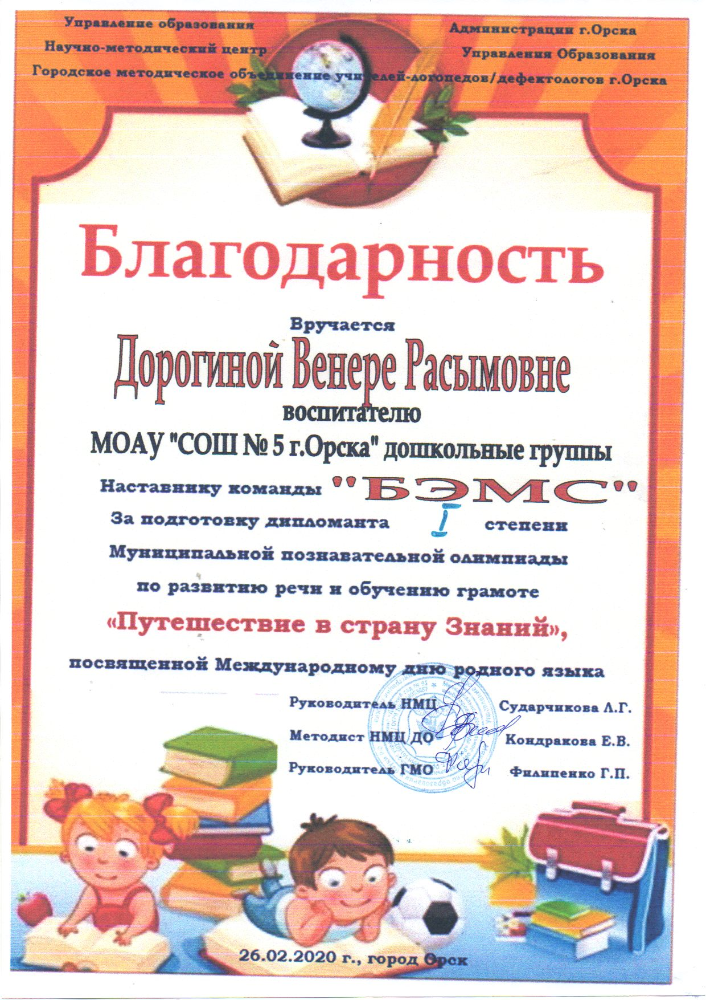 Управление образования Администрации г.Орска
Научно-методический центр Управления Образования
Городское методическое объединение учителей-логопедов/дефектологов г.Орска
Благодарность
Вручается
Дорогиной Венере Расымовне
воспитателю
МОАУ "СОШ № 5 г.Орска" дошкольные группы
Наставнику команды "БЭМС"
За подготовку дипломанта I степени
Муниципальной познавательной олимпиады
по развитию речи и обучению грамоте
«Путешествие в страну Знаний»,
посвященной Международному дню родного языка
Руководитель НМЦ Сударчикова Л.Г.
Методист НМЦ ДО Кондракова Е.В.
Руководитель ГМО Филипенко Г.П.
26.02.2020 г., город Орск